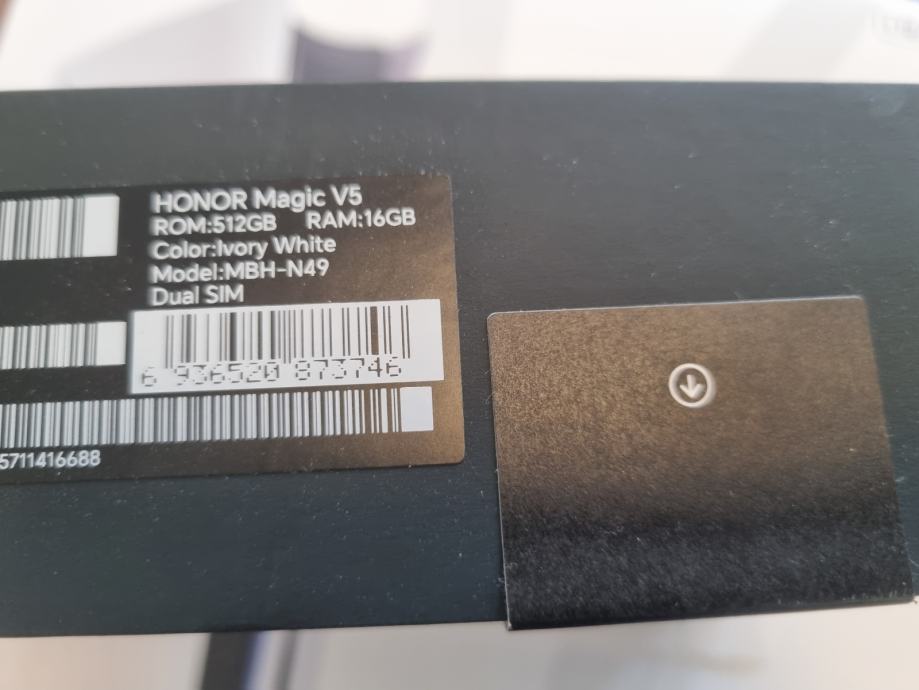 HONOR Magic V5
ROM:512GB RAM:16GB
Color:Ivory White
Model:MBH-N49
Dual SIM
6 936520 873746
5711416688